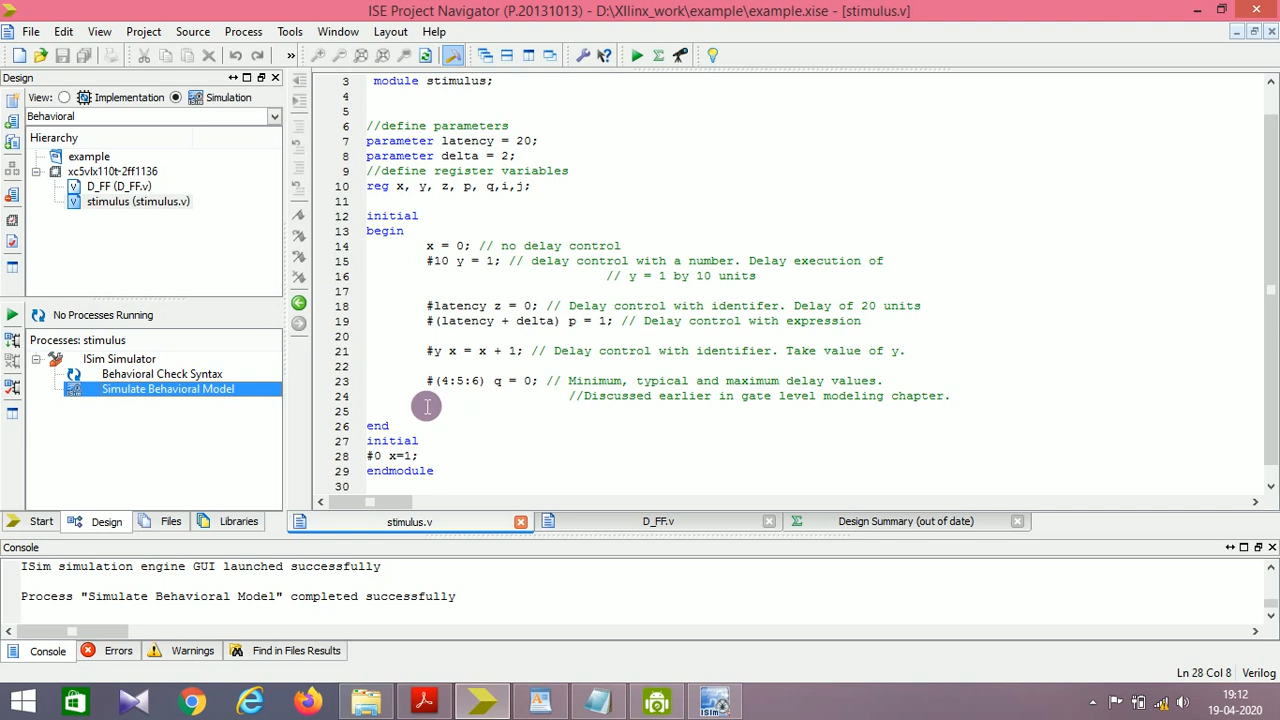 ISE Project Navigator (P.20131013) - D:\XIlinx_work\example\example.xise - [stimulus.v]
File Edit View Project Source Process Tools Window Layout Help
Design
View: Implementation Simulation
Behavioral
Hierarchy
example
xc5vlx110t-2ff1136
D_FF (D_FF.v)
stimulus (stimulus.v)
No Processes Running
Processes: stimulus
ISim Simulator
Behavioral Check Syntax
Simulate Behavioral Model
3 module stimulus;
4
5
6 //define parameters
7 parameter latency = 20;
8 parameter delta = 2;
9 //define register variables
10 reg x, y, z, p, q,i,j;
11
12 initial
13 begin
14 x = 0; // no delay control
15 #10 y = 1; // delay control with a number. Delay execution of
16 // y = 1 by 10 units
17
18 #latency z = 0; // Delay control with identifer. Delay of 20 units
19 #(latency + delta) p = 1; // Delay control with expression
20
21 #y x = x + 1; // Delay control with identifier. Take value of y.
22
23 #(4:5:6) q = 0; // Minimum, typical and maximum delay values.
24 //Discussed earlier in gate level modeling chapter.
25
26 end
27 initial
28 #0 x=1;
29 endmodule
30
Start Design Files Libraries
stimulus.v D_FF.v Design Summary (out of date)
Console
ISim simulation engine GUI launched successfully
Process "Simulate Behavioral Model" completed successfully
Console Errors Warnings Find in Files Results
Ln 28 Col 8 Verilog
19:12
19-04-2020